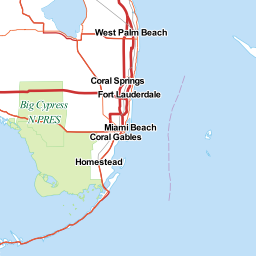 West Palm Beach
Coral Springs
Fort Lauderdale
Big Cypress
N-PRES
Miami Beach
Coral Gables
Homestead